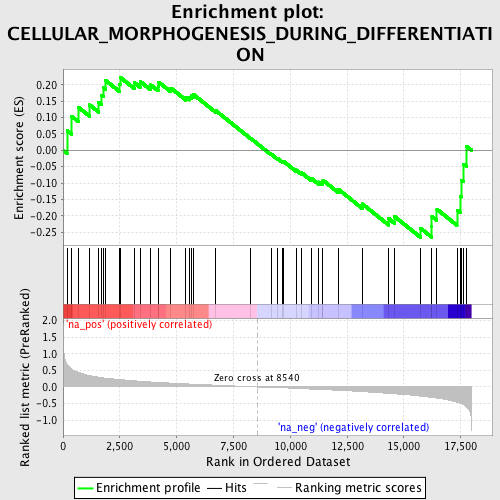 Enrichment plot:
CELLULAR_MORPHOGENESIS_DURING_DIFFERENTIATI
ON
Enrichment score (ES)
0.20
0.15
0.10
0.05
0.00
-0.05
-0.10
-0.15
-0.20
-0.25
'na_pos' (positively correlated)
Ranked list metric (PreRanked)
2.0
1.5
1.0
0.5
0.0
-0.5
-1.0
Zero cross at 8540
'na_neg' (negatively correlated)
0 2,500 5,000 7,500 10,000 12,500 15,000 17,500
Rank in Ordered Dataset
Enrichment profile Hits Ranking metric scores